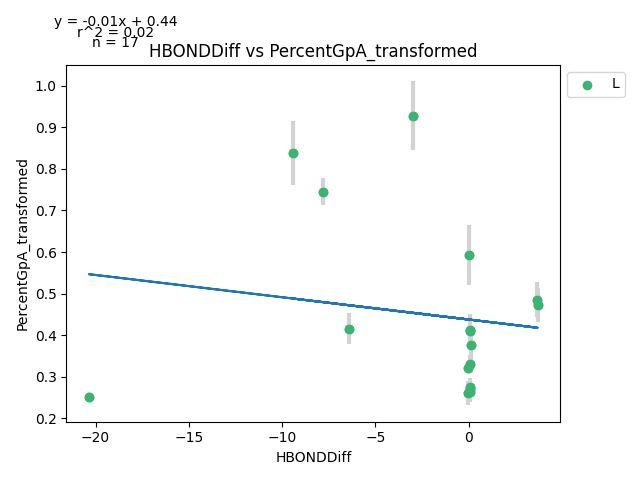 y = -0.01x + 0.44
r^2 = 0.02
n = 17
HBONDDiff vs PercentGpA_transformed
L
1.0
0.9
0.8
0.7
0.6
0.5
0.4
0.3
0.2
PercentGpA_transformed
−20
−15
−10
−5
0
HBONDDiff